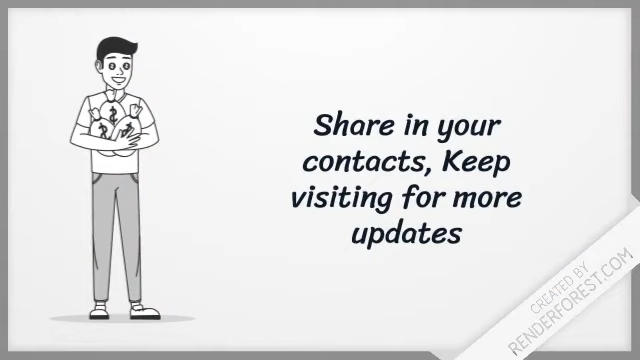 Share in your
contacts, Keep
visiting for more
updates
CREATED BY
RENDERFOREST.COM
$
$
$